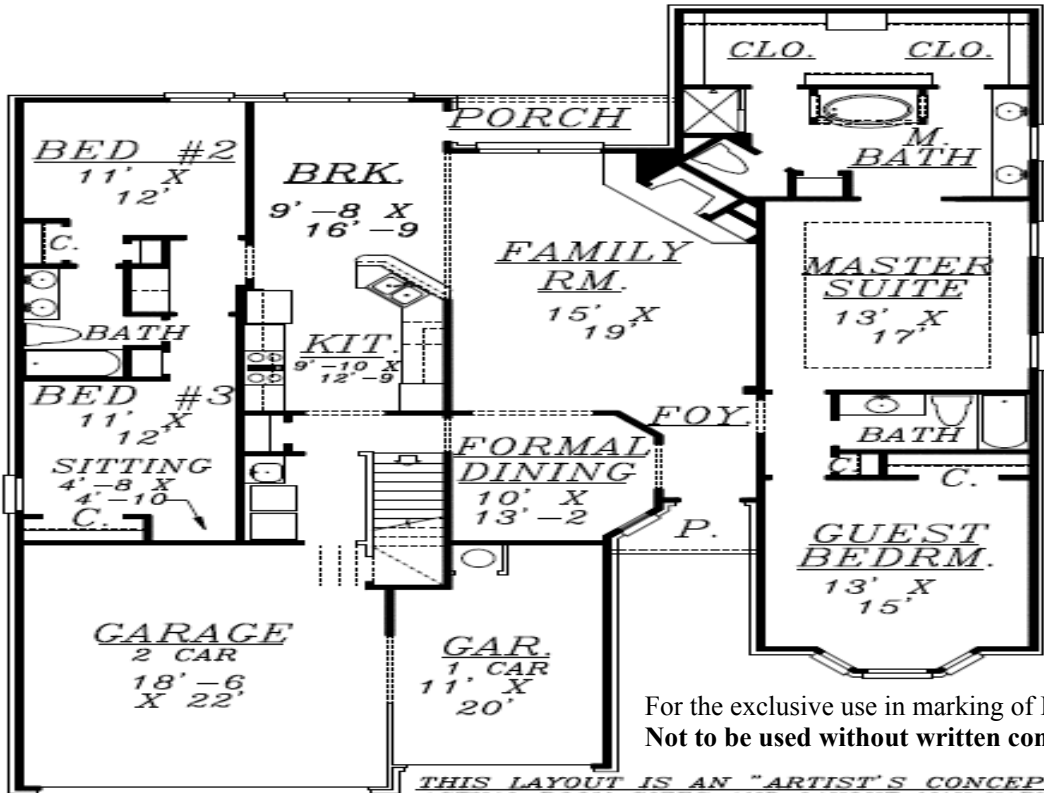 CLO.
CLO.
PORCH
M.
BATH
BED #2
11' X
12'
BRK.
9'-8 X
16'-9
C.
FAMILY
RM.
15' X
19'
MASTER
SUITE
13' X
17'
BATH
KIT.
9'-10 X
12'-9
BED #3
11' X
12'
FOY.
BATH
FORMAL
DINING
10' X
13'-2
SITTING
4'-8 X
4'-10
C.
C.
C.
P.
GUEST
BEDRM.
13' X
15'
GARAGE
2 CAR
18'-6
X 22'
GAR.
1 CAR
11' X
20'
For the exclusive use in marking of
Not to be used without written
THIS LAYOUT IS AN "ARTIST'S CONCEP